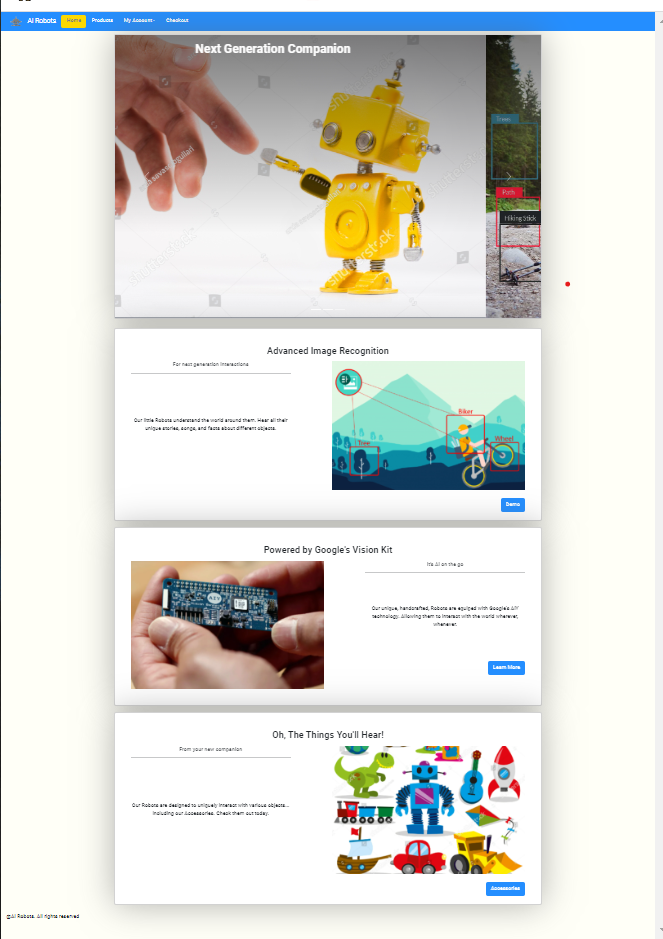 AI Robots Home Products My Account Checkout
Next Generation Companion
shutterstock
shutterstock
shutterstock
Trees
Path
Hiking Stick
Advanced Image Recognition
For next generation interactions
Our little Robots understand the world around them. Hear all their
unique stories, songs, and facts about different objects.
Biker
Wheel
Tree
Demo
Powered by Google's Vision Kit
It's AI on the go
Our unique, handcrafted, Robots are equiped with Google's AIY
technology. Allowing them to interact with the world wherever,
whenever.
Learn More
Oh, The Things You'll Hear!
From your new companion
Our Robots are designed to uniquely interact with various objects...
including our Accessories. Check them out today.
Accessories
@AI Robots. All rights reserved